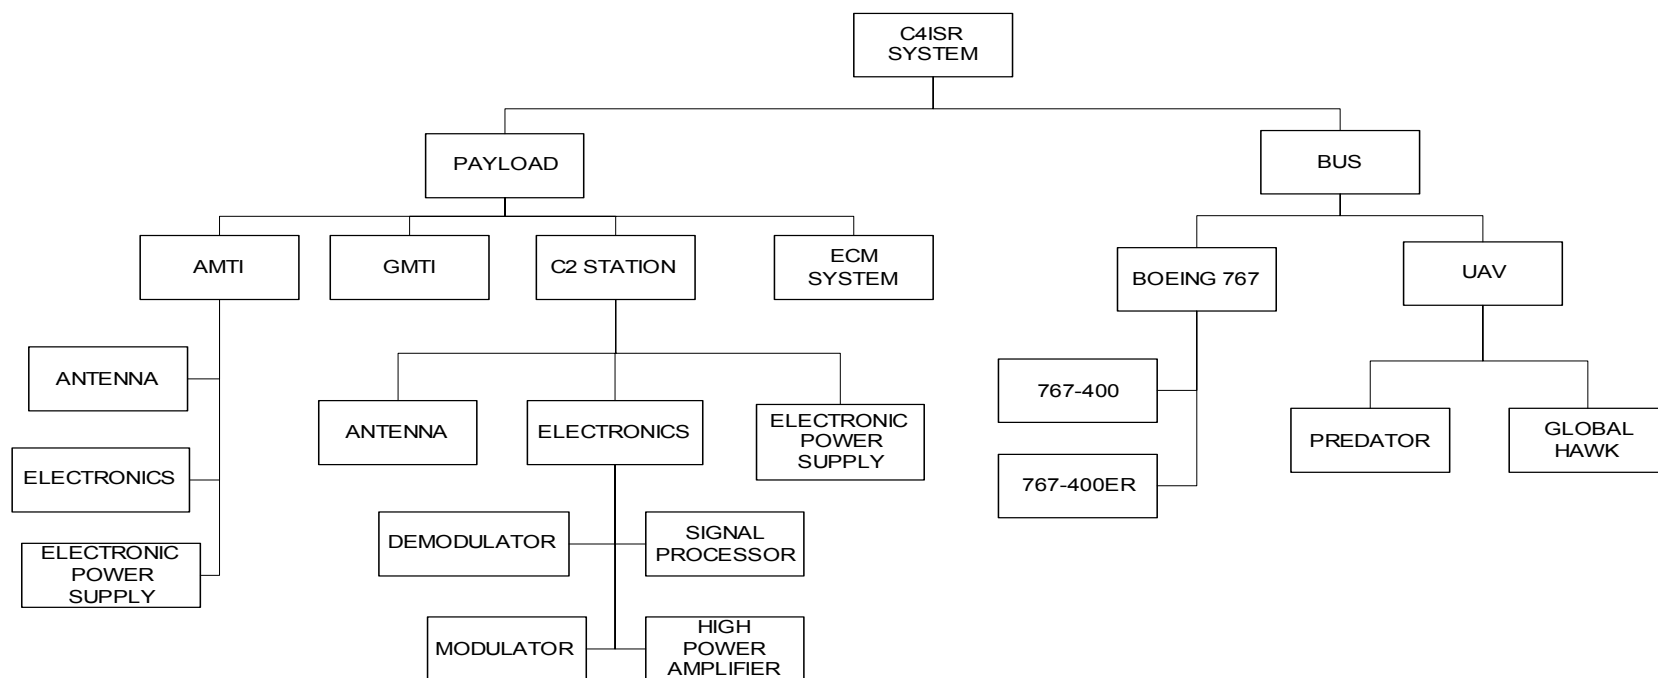 C4ISR
SYSTEM
PAYLOAD
BUS
AMTI
GMTI
C2 STATION
ECM
SYSTEM
BOEING 767
UAV
ANTENNA
ELECTRONICS
ELECTRONIC
POWER
SUPPLY
ANTENNA
ELECTRONICS
ELECTRONIC
POWER
SUPPLY
DEMODULATOR
SIGNAL
PROCESSOR
MODULATOR
HIGH
POWER
AMPLIFIER
767-400
767-400ER
PREDATOR
GLOBAL
HAWK